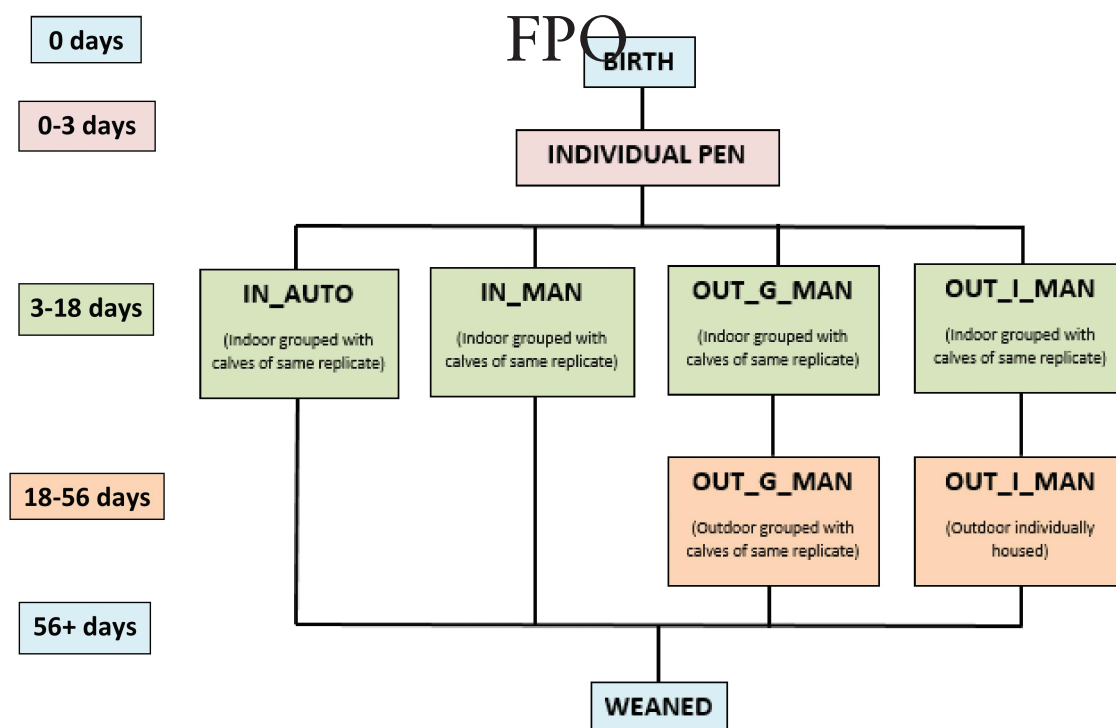 0 days
FPO
BIRTH
0-3 days
INDIVIDUAL PEN
3-18 days
IN_AUTO
(Indoor grouped with
calves of same replicate)
IN_MAN
(Indoor grouped with
calves of same replicate)
OUT_G_MAN
(Indoor grouped with
calves of same replicate)
OUT_I_MAN
(Indoor grouped with
calves of same replicate)
18-56 days
OUT_G_MAN
(Outdoor grouped with
calves of same replicate)
OUT_I_MAN
(Outdoor individually
housed)
56+ days
WEANED